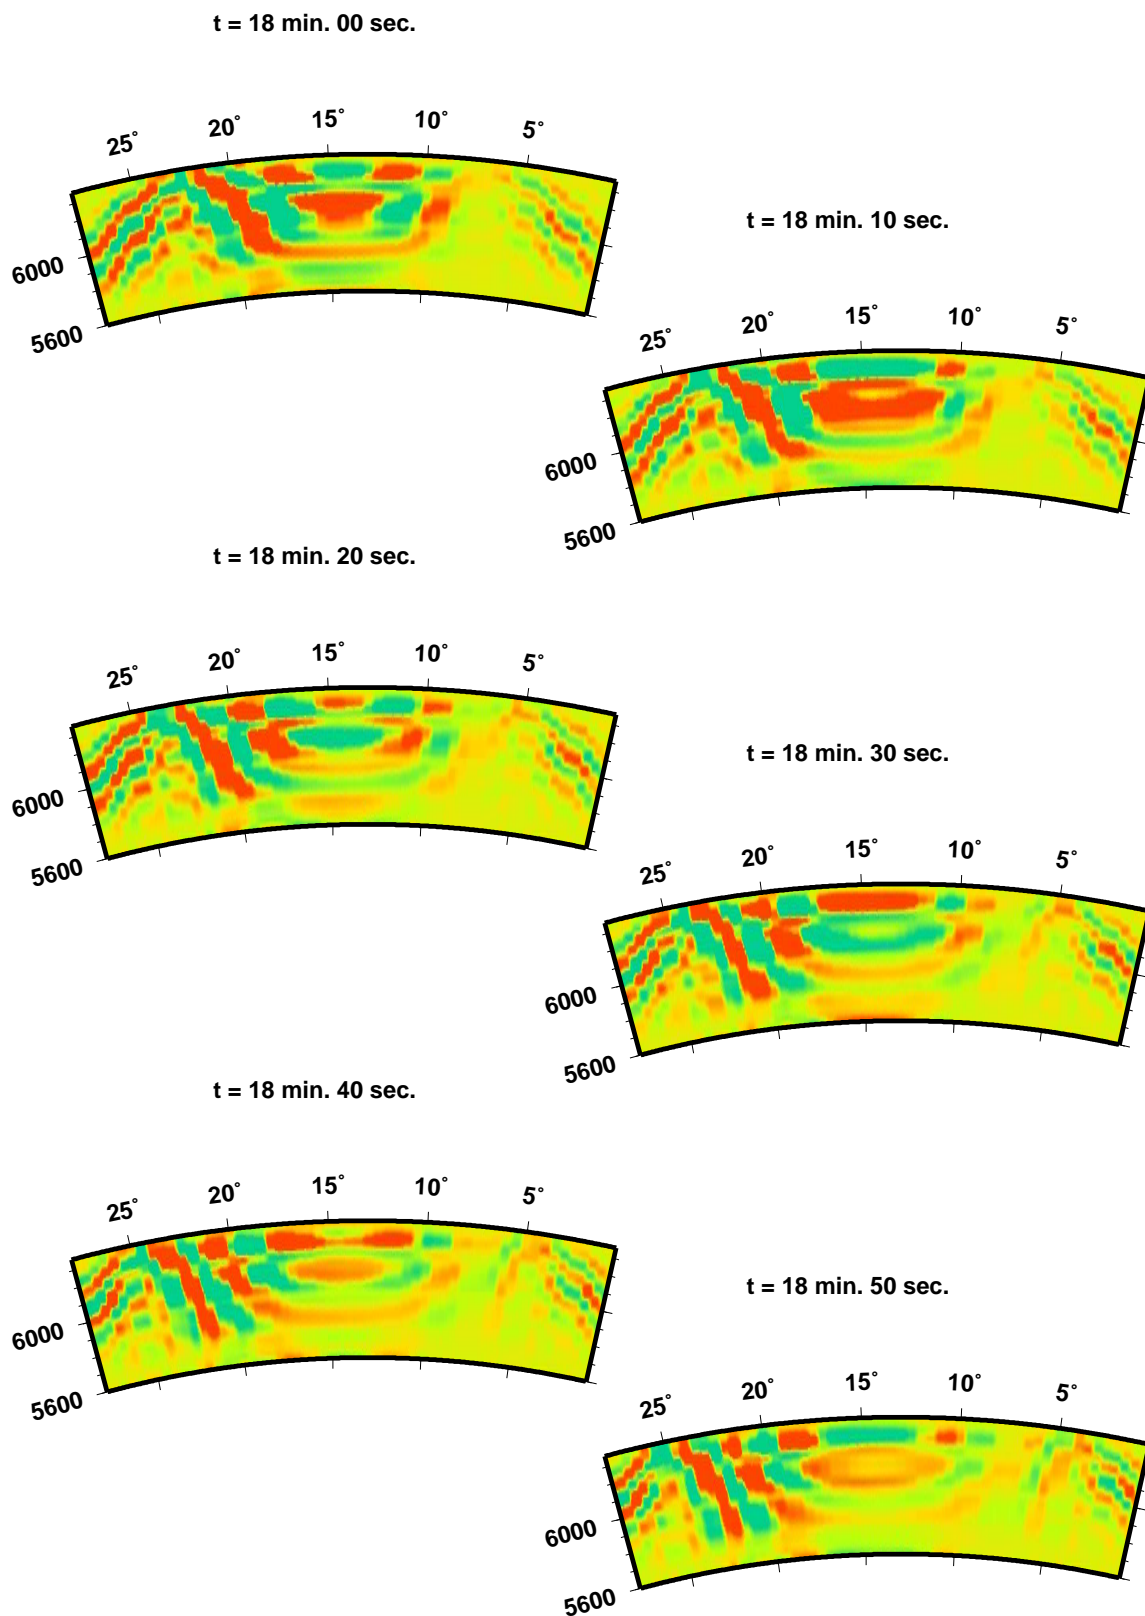 t = 18 min. 00 sec.
25° 20° 15° 10° 5°
6000
5600
t = 18 min. 10 sec.
25° 20° 15° 10° 5°
6000
5600
t = 18 min. 20 sec.
25° 20° 15° 10° 5°
6000
5600
t = 18 min. 30 sec.
25° 20° 15° 10° 5°
6000
5600
t = 18 min. 40 sec.
25° 20° 15° 10° 5°
6000
5600
t = 18 min. 50 sec.
25° 20° 15° 10° 5°
6000
5600